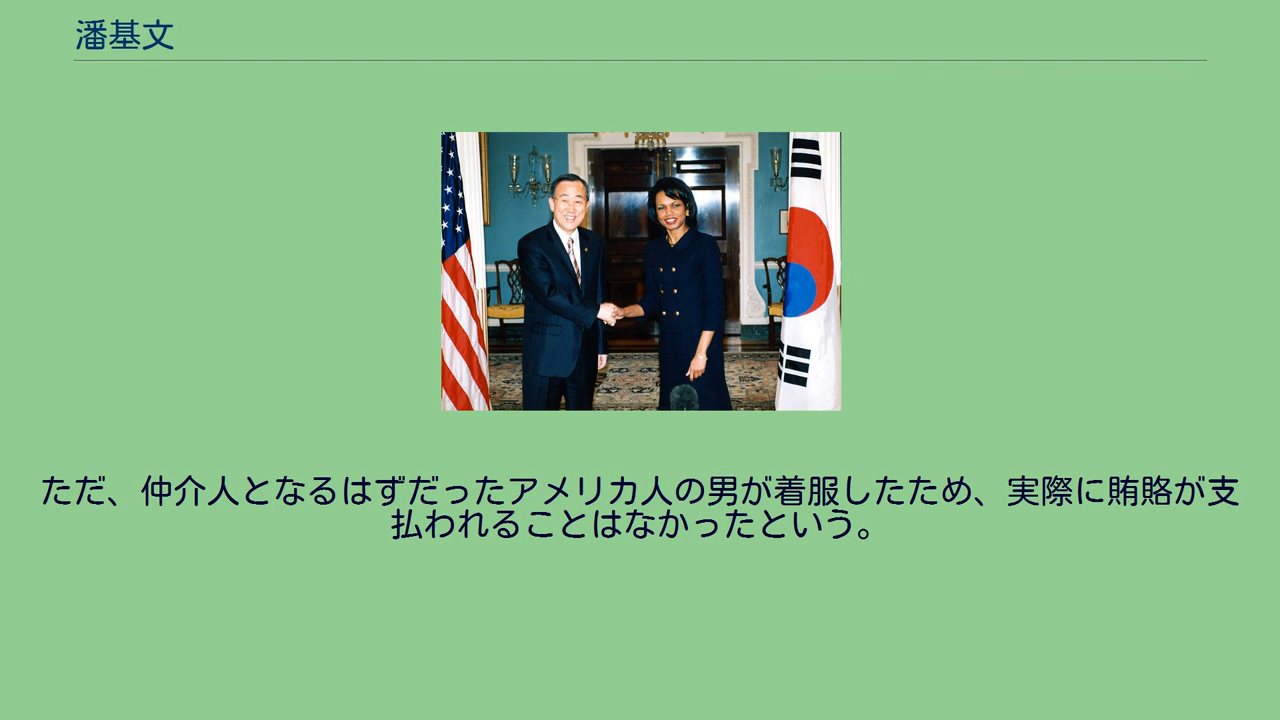 潘基文
ただ、仲介人となるはずだったアメリカ人の男が着服したため、実際に賄賂が支
払われることはなかったという。